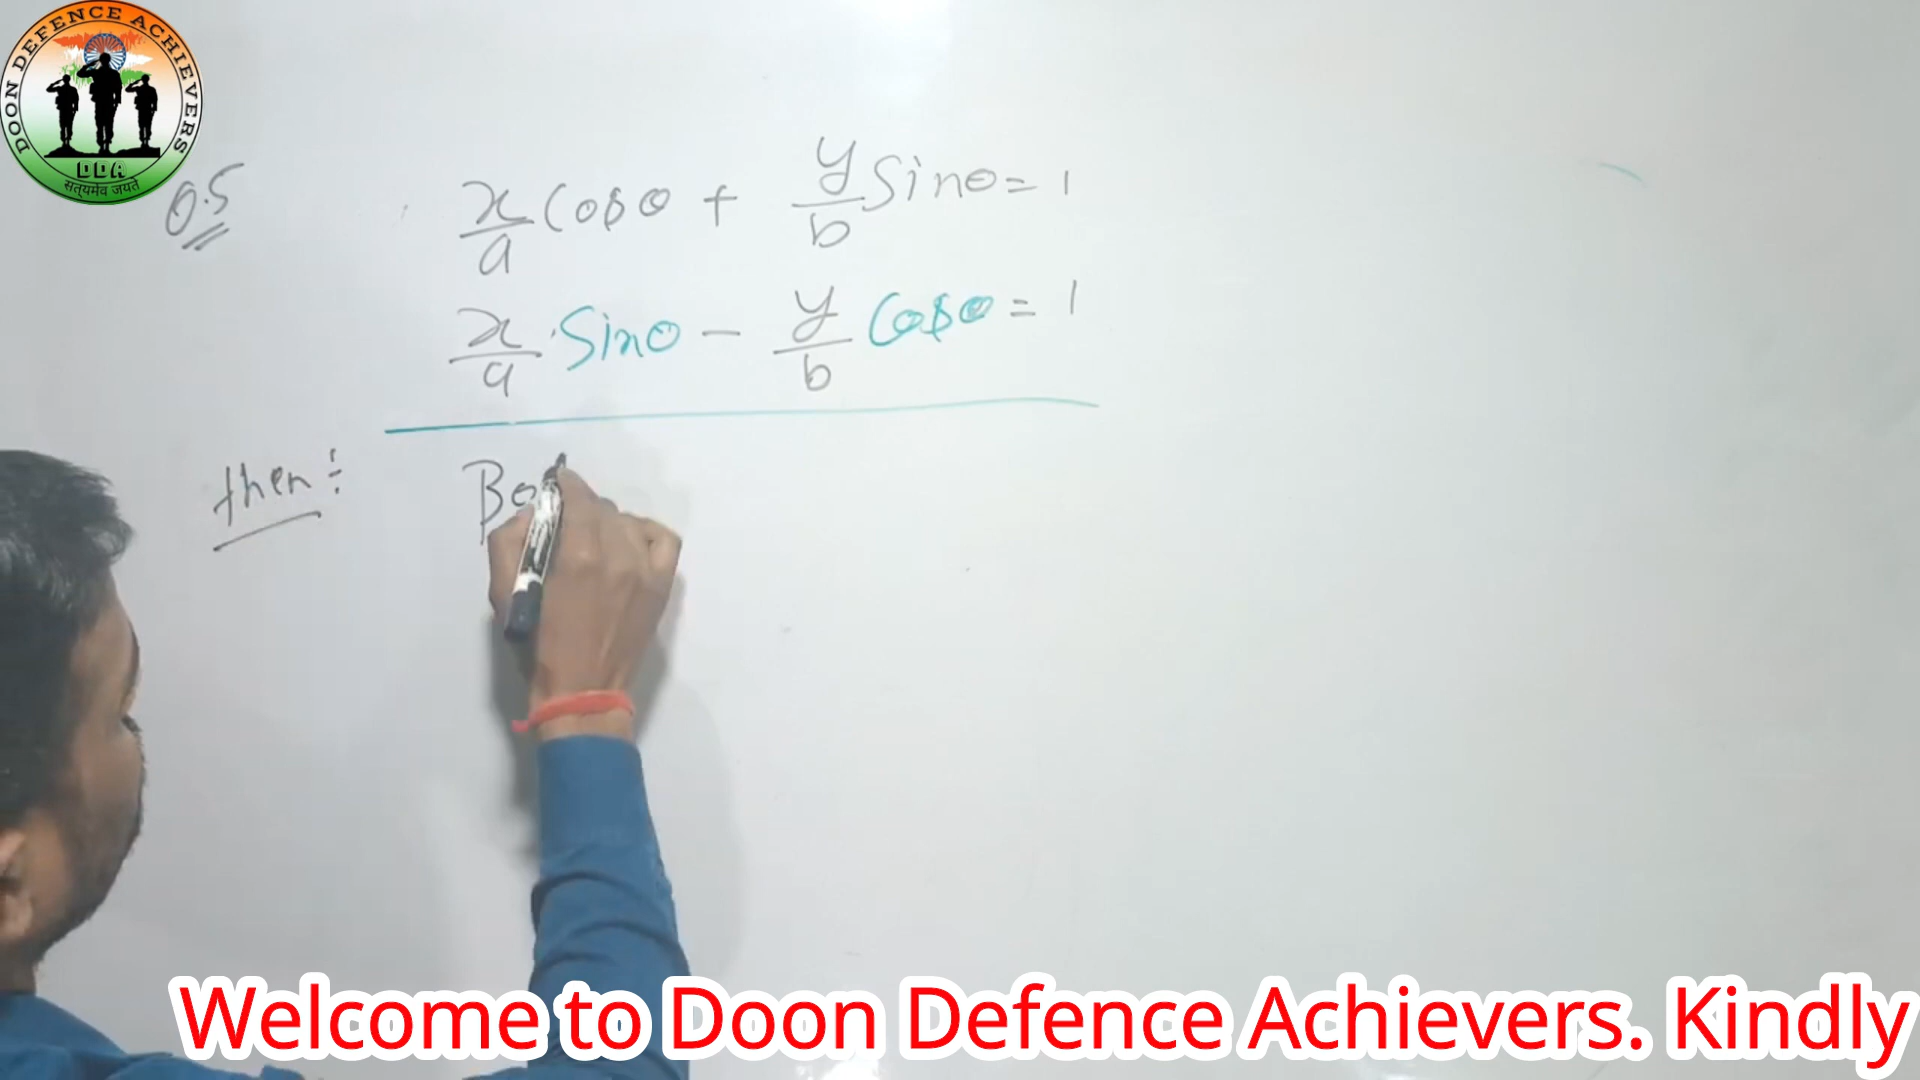 DOON DEFENCE ACHIEVERS
DDA
सत्यमेव जयते
Q.5
x/a Cosθ + y/b Sinθ = 1
x/a · Sinθ − y/b Cosθ = 1
then :
Welcome to Doon Defence Achievers. Kindly